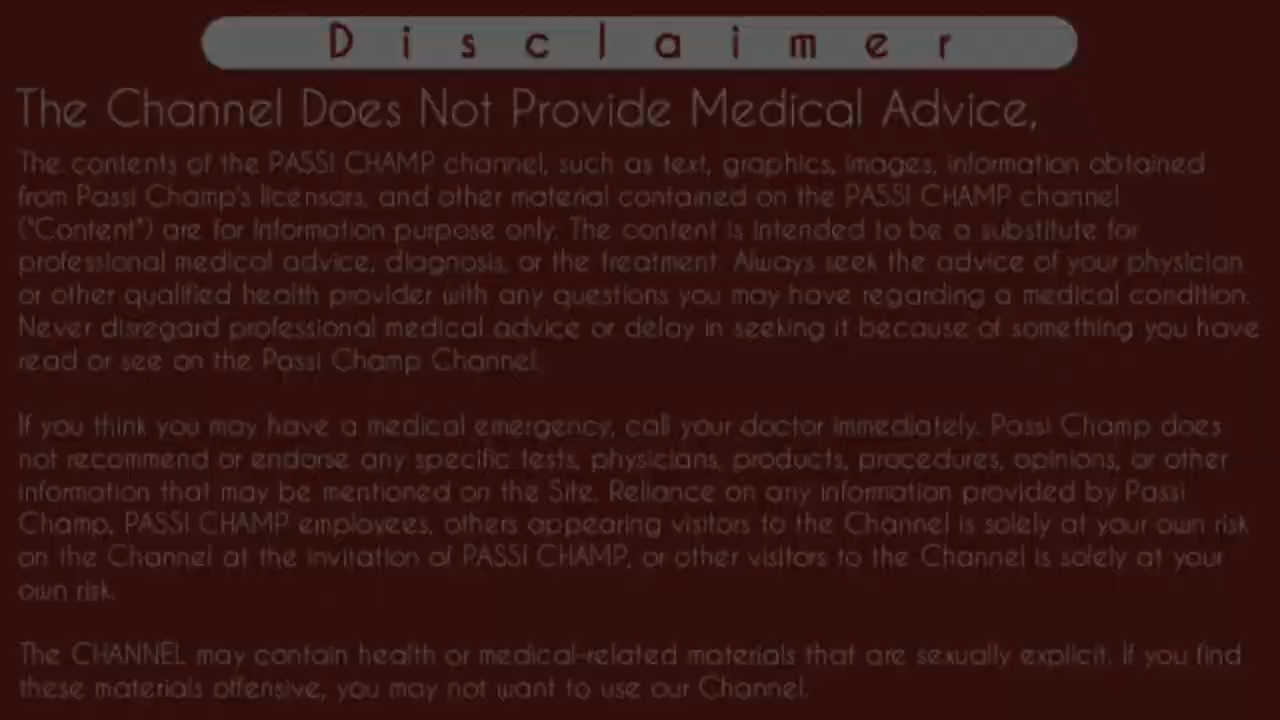 Disclaimer
The Channel Does Not Provide Medical Advice,
The contents of the PASSI CHAMP channel, such as text, graphics, images, information obtained
from Passi Champ's licensors, and other material contained on the PASSI CHAMP channel
("Content") are for information purpose only. The content is intended to be a substitute for
professional medical advice, diagnosis, or the treatment. Always seek the advice of your physician
or other qualified health provider with any questions you may have regarding a medical condition.
Never disregard professional medical advice or delay in seeking it because of something you have
read or see on the Passi Champ Channel.
If you think you may have a medical emergency, call your doctor immediately. Passi Champ does
not recommend or endorse any specific tests, physicians, products, procedures, opinions, or other
information that may be mentioned on the Site. Reliance on any information provided by Passi
Champ, PASSI CHAMP employees, others appearing visitors to the Channel is solely at your own risk
on the Channel at the invitation of PASSI CHAMP, or other visitors to the Channel is solely at your
own risk.
The CHANNEL may contain health or medical-related materials that are sexually explicit. If you find
these materials offensive, you may not want to use our Channel.